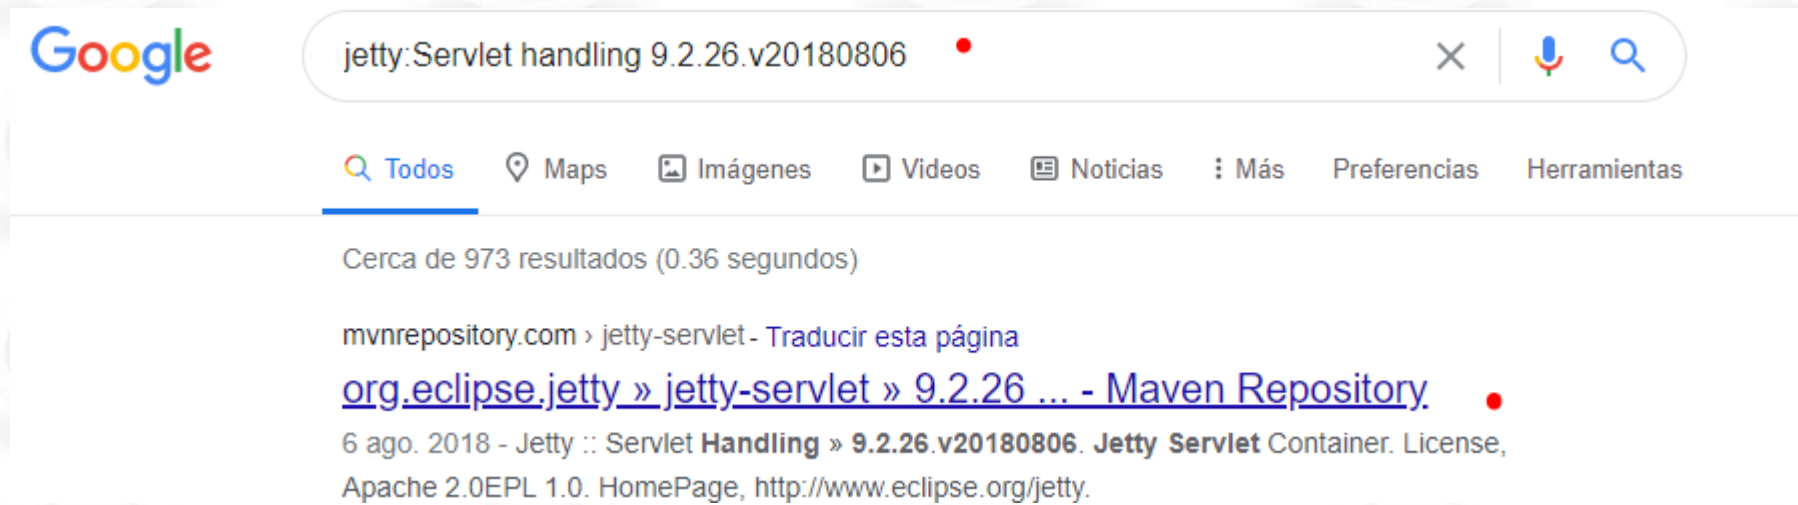 Google
jetty:Servlet handling 9.2.26.v20180806
Todos Maps Imágenes Videos Noticias Más Preferencias Herramientas
Cerca de 973 resultados (0.36 segundos)
mvnrepository.com › jetty-servlet - Traducir esta página
org.eclipse.jetty » jetty-servlet » 9.2.26 ... - Maven Repository
6 ago. 2018 - Jetty :: Servlet Handling » 9.2.26.v20180806. Jetty Servlet Container. License,
Apache 2.0EPL 1.0. HomePage, http://www.eclipse.org/jetty.